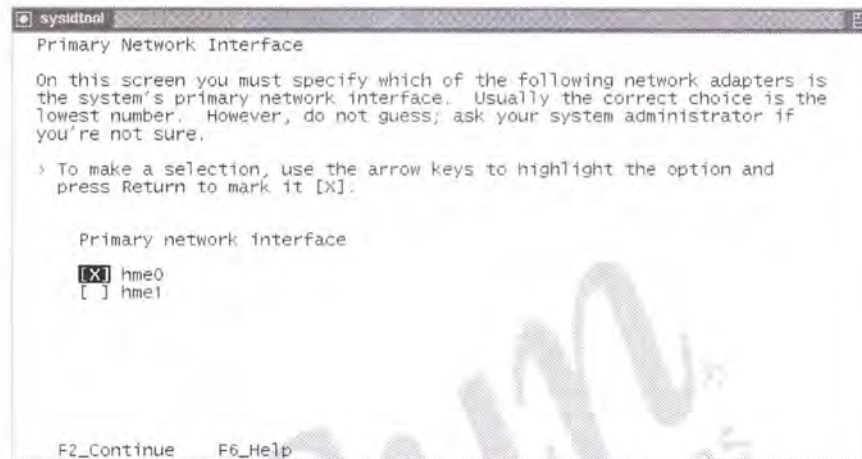 sysidtool
Primary Network Interface
On this screen you must specify which of the following network adapters is
the system's primary network interface.  Usually the correct choice is the
lowest number.  However, do not guess; ask your system administrator if
you're not sure.
› To make a selection, use the arrow keys to highlight the option and
press Return to mark it [X].
Primary network interface
[X] hme0
[ ] hme1
F2_Continue    F6_Help